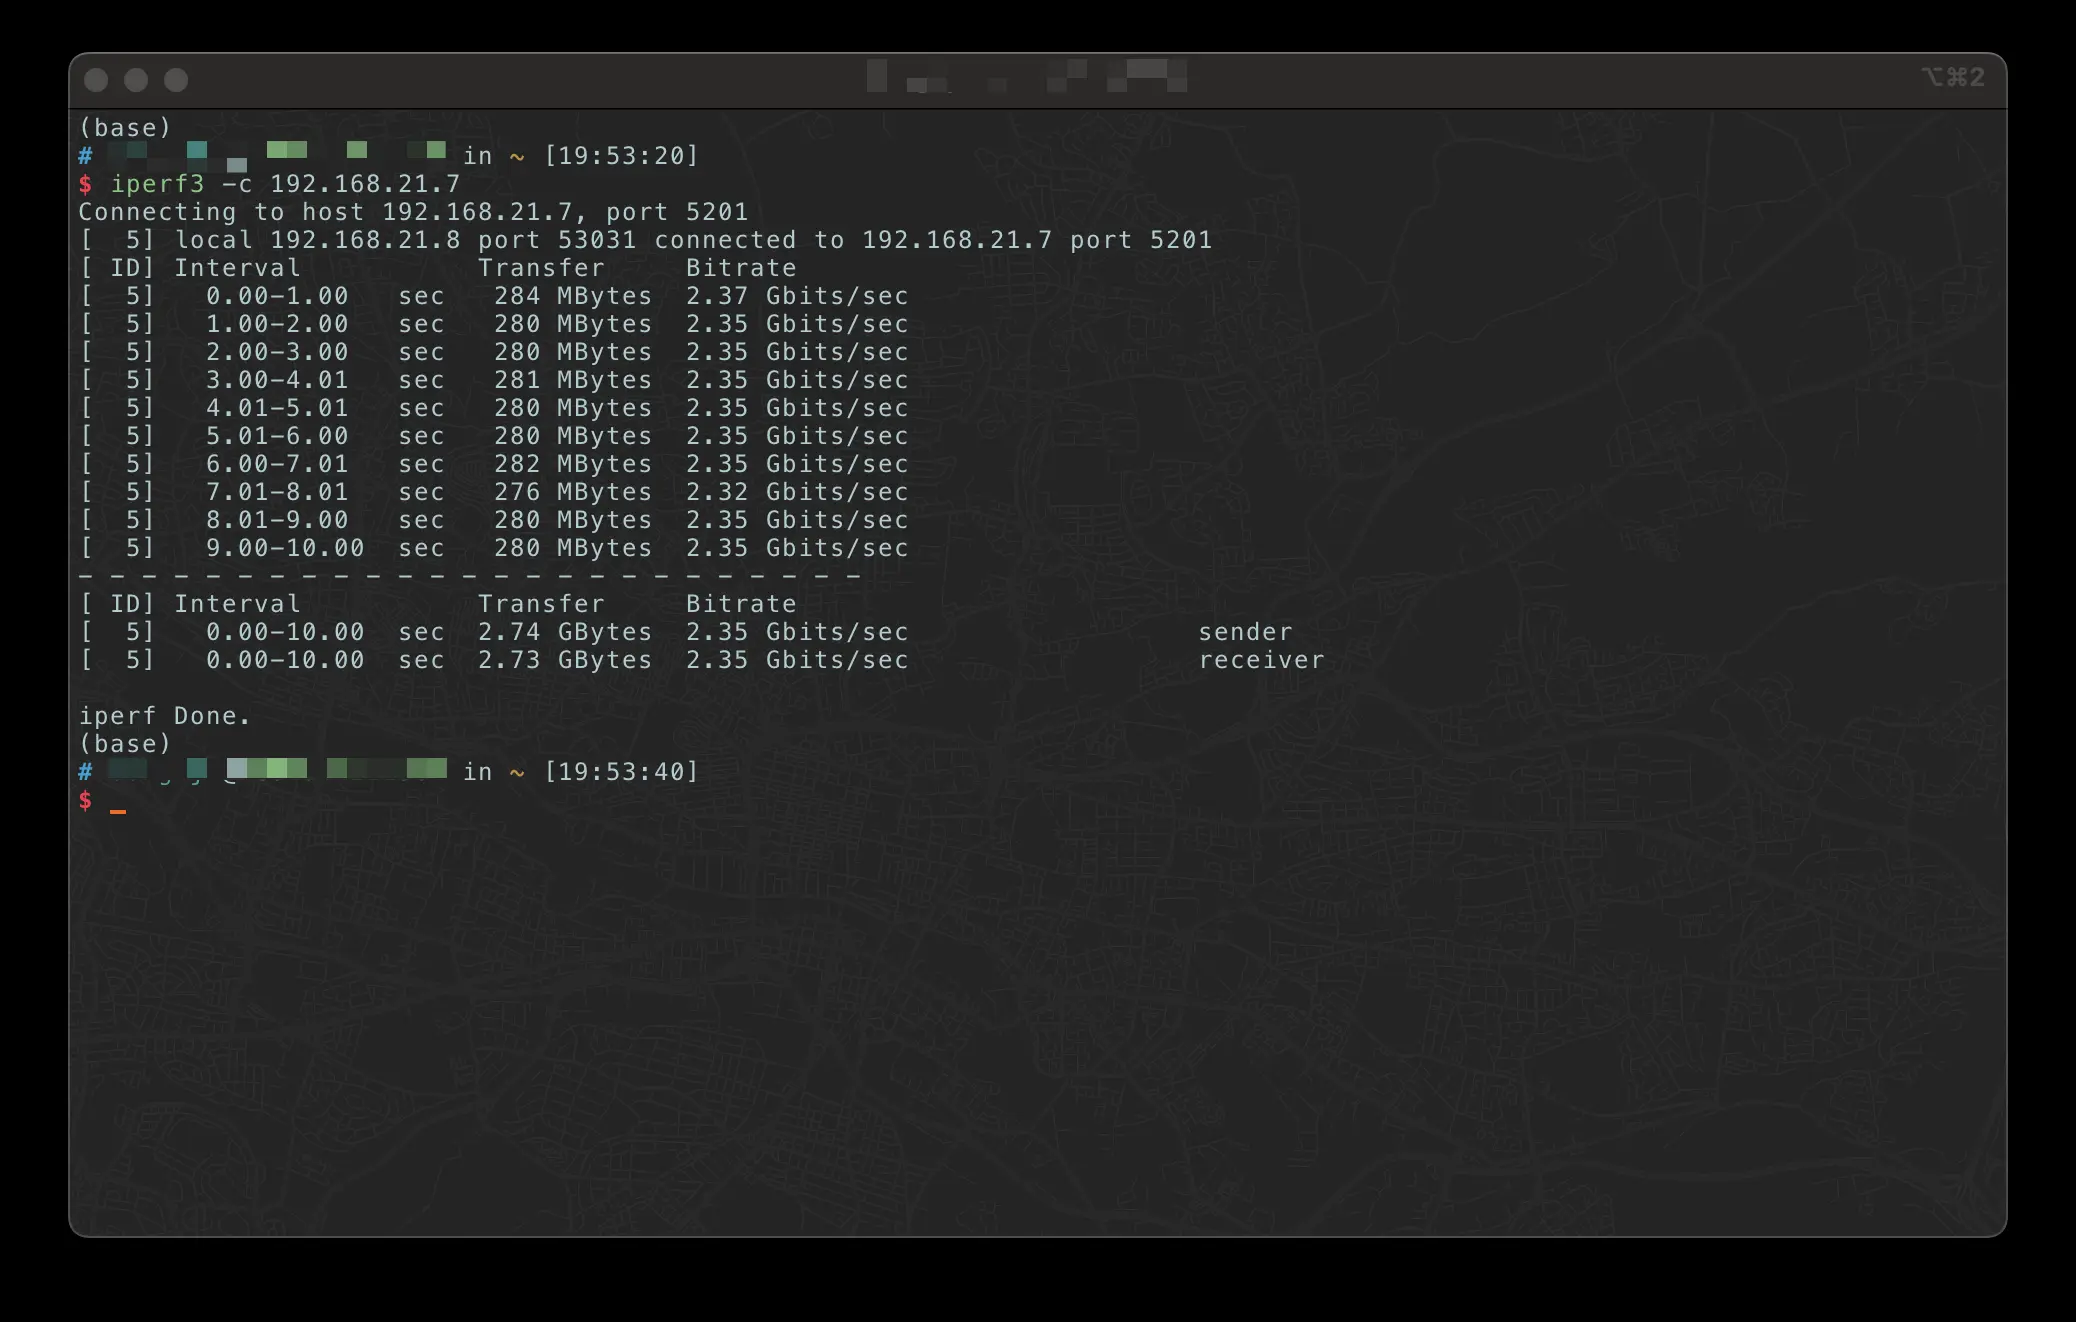 ⌥⌘2
(base)
# in ~ [19:53:20]
$ iperf3 -c 192.168.21.7
Connecting to host 192.168.21.7, port 5201
[  5] local 192.168.21.8 port 53031 connected to 192.168.21.7 port 5201
[ ID] Interval           Transfer     Bitrate
[  5]   0.00-1.00   sec   284 MBytes  2.37 Gbits/sec
[  5]   1.00-2.00   sec   280 MBytes  2.35 Gbits/sec
[  5]   2.00-3.00   sec   280 MBytes  2.35 Gbits/sec
[  5]   3.00-4.01   sec   281 MBytes  2.35 Gbits/sec
[  5]   4.01-5.01   sec   280 MBytes  2.35 Gbits/sec
[  5]   5.01-6.00   sec   280 MBytes  2.35 Gbits/sec
[  5]   6.00-7.01   sec   282 MBytes  2.35 Gbits/sec
[  5]   7.01-8.01   sec   276 MBytes  2.32 Gbits/sec
[  5]   8.01-9.00   sec   280 MBytes  2.35 Gbits/sec
[  5]   9.00-10.00  sec   280 MBytes  2.35 Gbits/sec
- - - - - - - - - - - - - - - - - - - - - - - - -
[ ID] Interval           Transfer     Bitrate
[  5]   0.00-10.00  sec  2.74 GBytes  2.35 Gbits/sec                  sender
[  5]   0.00-10.00  sec  2.73 GBytes  2.35 Gbits/sec                  receiver
iperf Done.
(base)
# in ~ [19:53:40]
$ _